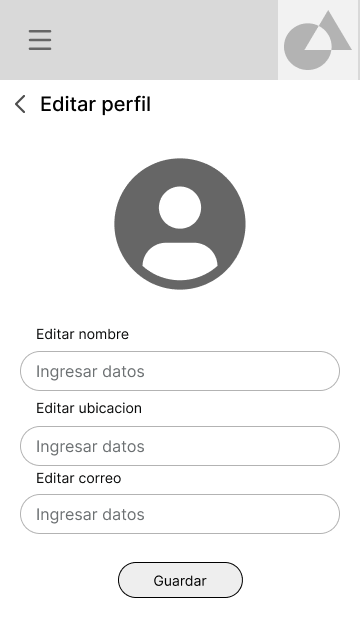 Editar perfil
Editar nombre
Ingresar datos
Editar ubicacion
Ingresar datos
Editar correo
Ingresar datos
Guardar